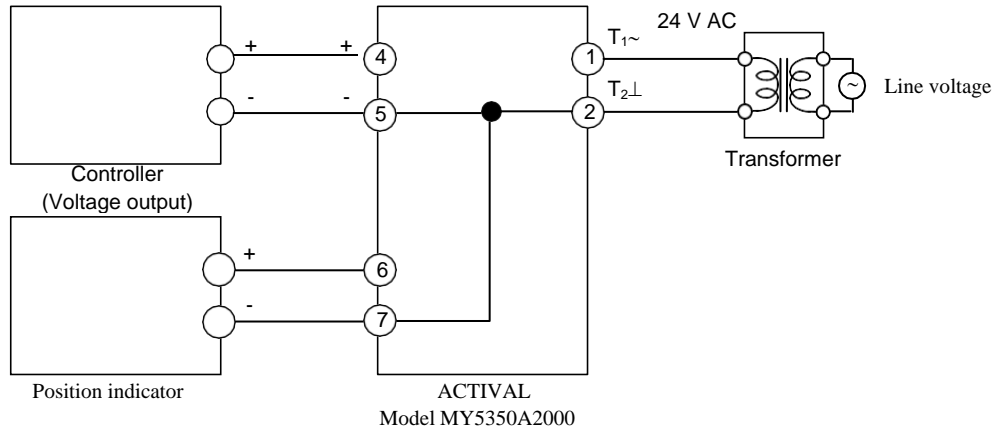 24 V AC
+ + 4
1 T₁~
~ Line voltage
- - 5
2 T₂⊥
Transformer
Controller
(Voltage output)
+ 6
- 7
Position indicator
ACTIVAL
Model MY5350A2000